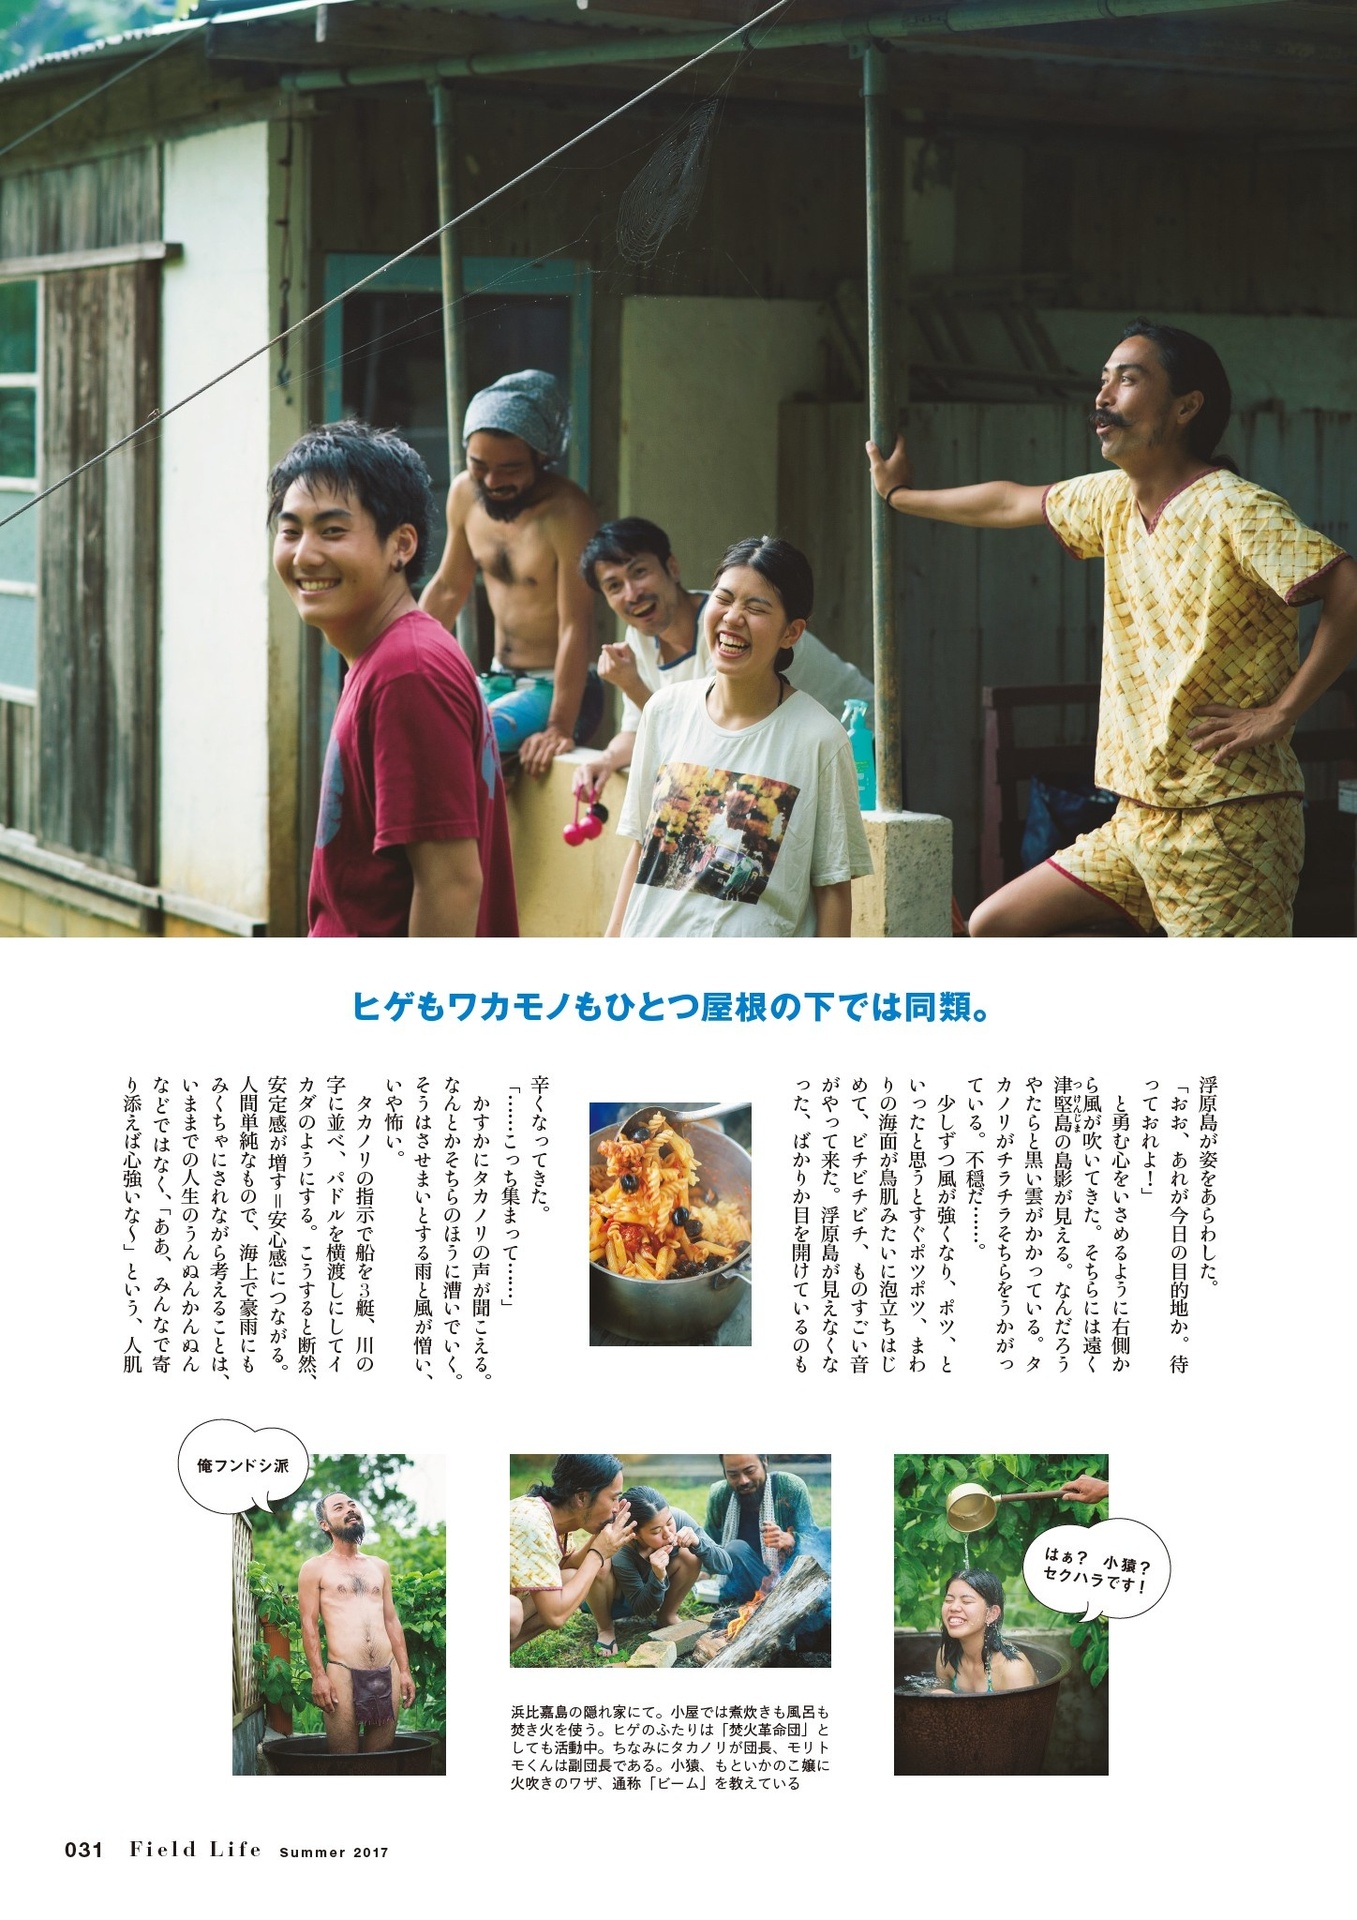 ヒゲもワカモノもひとつ屋根の下では同類。
浮原島が姿をあらわした。
「おお、あれが今日の目的地か。待
っておれよ！」
と勇む心をいさめるように右側か
ら風が吹いてきた。そちらには遠く
津堅島の島影が見える。なんだろう
つけんじま
やたらと黒い雲がかかっている。タ
カノリがチラチラそちらをうかがっ
ている。不穏だ……。
少しずつ風が強くなり、ポツ、と
いったと思うとすぐポツポツ、まわ
りの海面が鳥肌みたいに泡立ちはじ
めて、ビチビチビチ、ものすごい音
がやって来た。浮原島が見えなくな
った、ばかりか目を開けているのも
辛くなってきた。
「……こっち集まって……」
かすかにタカノリの声が聞こえる。
なんとかそちらのほうに漕いでいく。
そうはさせまいとする雨と風が憎い、
いや怖い。
タカノリの指示で船を３艇、川の
字に並べ、パドルを横渡しにしてイ
カダのようにする。こうすると断然、
安定感が増す＝安心感につながる。
人間単純なもので、海上で豪雨にも
みくちゃにされながら考えることは、
いままでの人生のうんぬんかんぬん
などではなく、「ああ、みんなで寄
り添えば心強いな〜」という、人肌
俺フンドシ派
はぁ？　小猿？
セクハラです！
浜比嘉島の隠れ家にて。小屋では煮炊きも風呂も
焚き火を使う。ヒゲのふたりは「焚火革命団」と
しても活動中。ちなみにタカノリが団長、モリト
モくんは副団長である。小猿、もといかのこ嬢に
火吹きのワザ、通称「ビーム」を教えている
031 Field Life Summer 2017